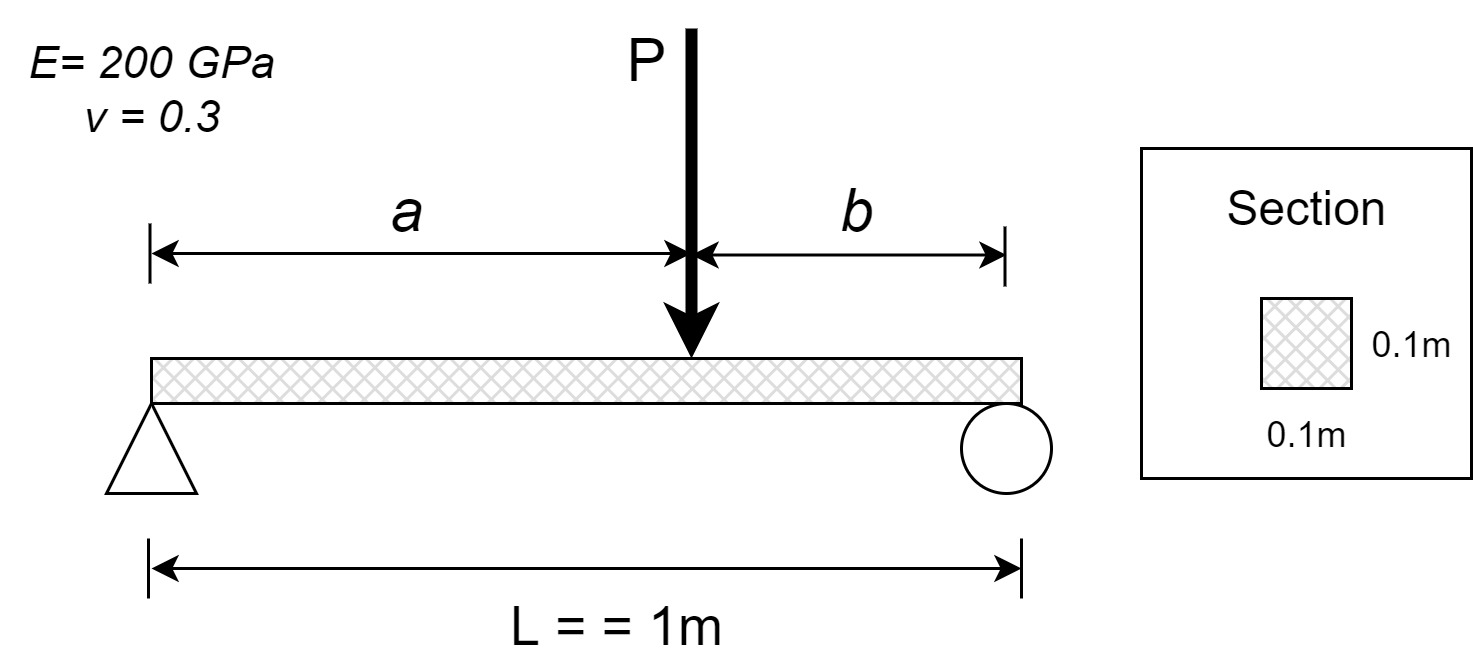 E= 200 GPa
v = 0.3
P
a
b
Section
0.1m
0.1m
L = = 1m